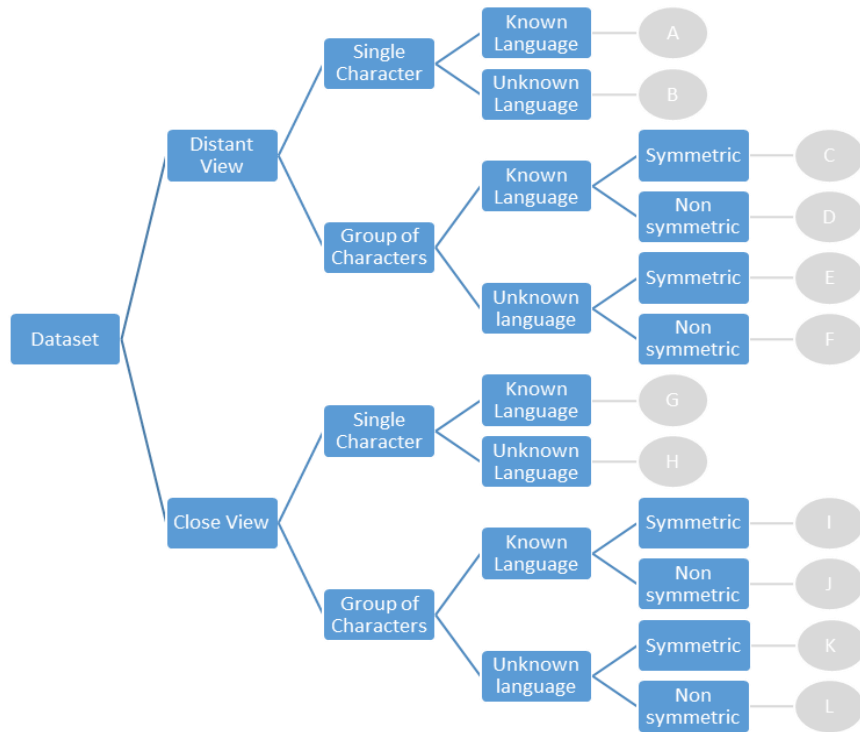 Known
Language
A
Single
Character
Unknown
Language
B
Distant
View
Symmetric
C
Known
Language
Non
symmetric
D
Group of
Characters
Symmetric
E
Unknown
language
Non
symmetric
F
Dataset
Known
Language
G
Single
Character
Unknown
Language
H
Close View
Symmetric
I
Known
Language
Non
symmetric
J
Group of
Characters
Symmetric
K
Unknown
language
Non
symmetric
L